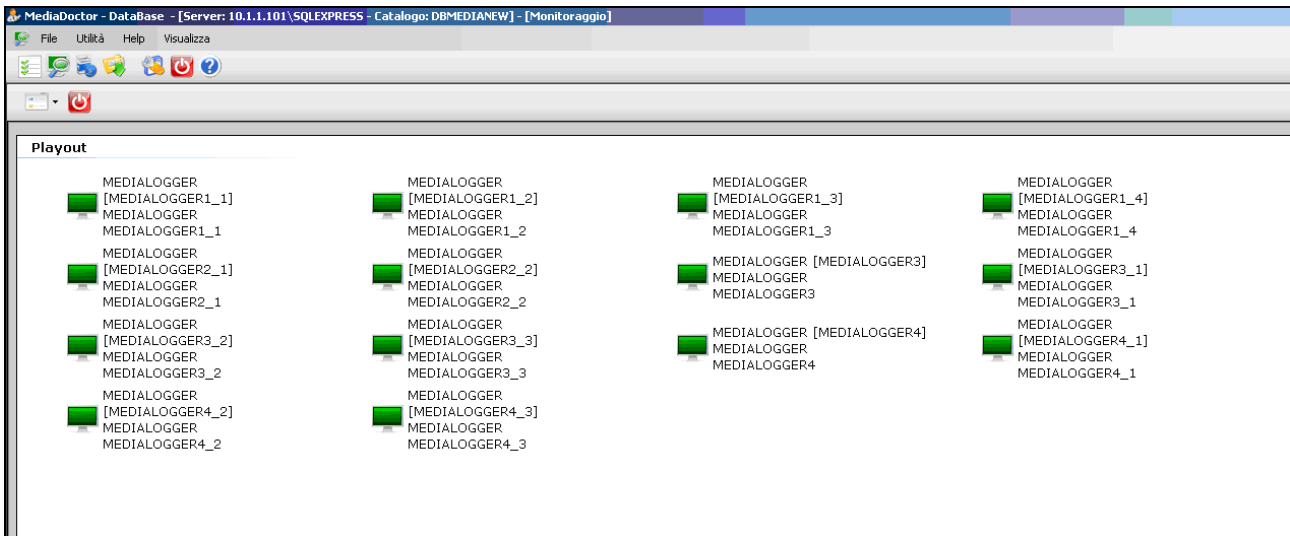 MediaDoctor - DataBase - [Server: 10.1.1.101\SQLEXPRESS - Catalogo: DBMEDIANEW] - [Monitoraggio]
File Utilità Help Visualizza
Playout
MEDIALOGGER
[MEDIALOGGER1_1]
MEDIALOGGER
MEDIALOGGER1_1
MEDIALOGGER
[MEDIALOGGER1_2]
MEDIALOGGER
MEDIALOGGER1_2
MEDIALOGGER
[MEDIALOGGER1_3]
MEDIALOGGER
MEDIALOGGER1_3
MEDIALOGGER
[MEDIALOGGER1_4]
MEDIALOGGER
MEDIALOGGER1_4
MEDIALOGGER
[MEDIALOGGER2_1]
MEDIALOGGER
MEDIALOGGER2_1
MEDIALOGGER
[MEDIALOGGER2_2]
MEDIALOGGER
MEDIALOGGER2_2
MEDIALOGGER [MEDIALOGGER3]
MEDIALOGGER
MEDIALOGGER3
MEDIALOGGER
[MEDIALOGGER3_1]
MEDIALOGGER
MEDIALOGGER3_1
MEDIALOGGER
[MEDIALOGGER3_2]
MEDIALOGGER
MEDIALOGGER3_2
MEDIALOGGER
[MEDIALOGGER3_3]
MEDIALOGGER
MEDIALOGGER3_3
MEDIALOGGER [MEDIALOGGER4]
MEDIALOGGER
MEDIALOGGER4
MEDIALOGGER
[MEDIALOGGER4_1]
MEDIALOGGER
MEDIALOGGER4_1
MEDIALOGGER
[MEDIALOGGER4_2]
MEDIALOGGER
MEDIALOGGER4_2
MEDIALOGGER
[MEDIALOGGER4_3]
MEDIALOGGER
MEDIALOGGER4_3